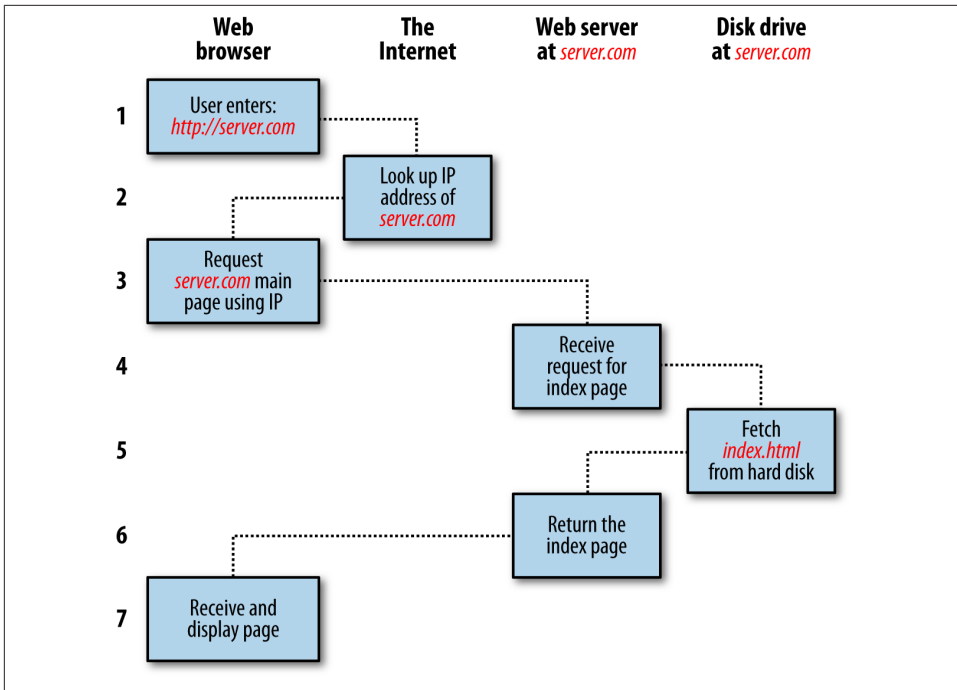 Web
browser
The
Internet
Web server
at server.com
Disk drive
at server.com
1
User enters:
http://server.com
2
Look up IP
address of
server.com
3
Request
server.com main
page using IP
4
Receive
request for
index page
5
Fetch
index.html
from hard disk
6
Return the
index page
7
Receive and
display page